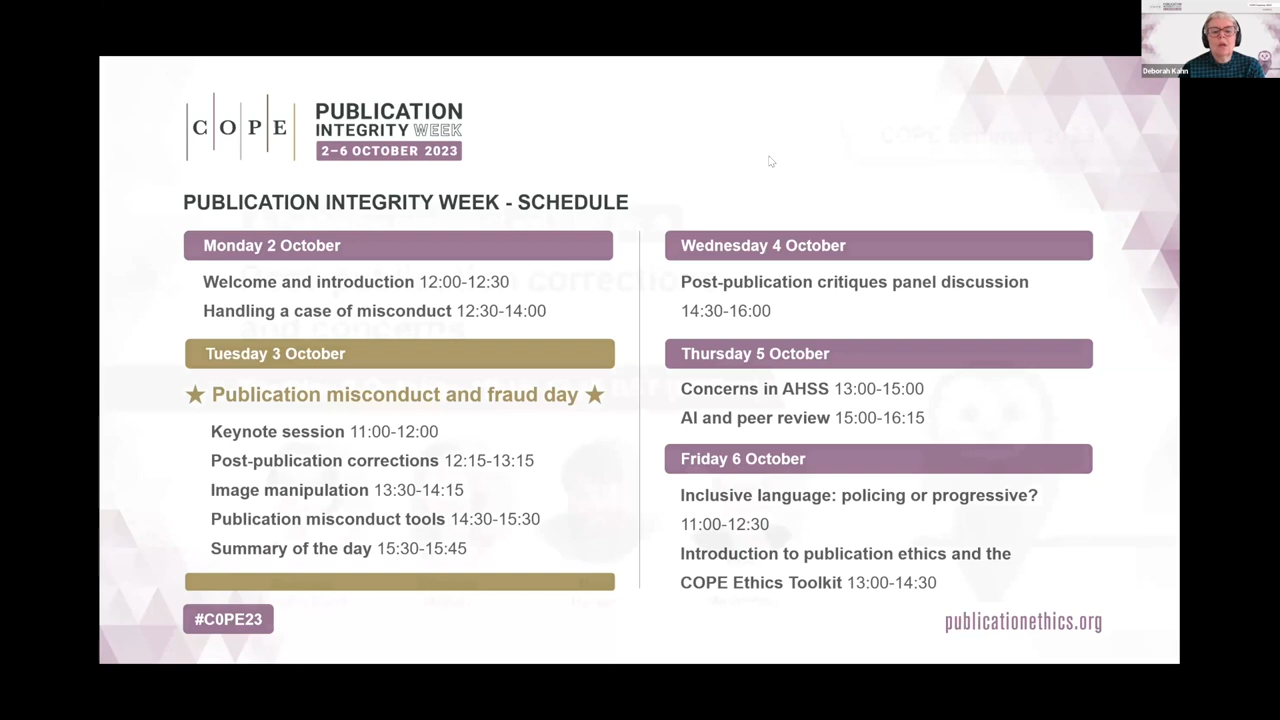 COPE
PUBLICATION
INTEGRITY WEEK
2–6 OCTOBER 2023
Deborah Kahn
PUBLICATION INTEGRITY WEEK - SCHEDULE
Monday 2 October
Welcome and introduction 12:00-12:30
Handling a case of misconduct 12:30-14:00
Tuesday 3 October
★ Publication misconduct and fraud day ★
Keynote session 11:00-12:00
Post-publication corrections 12:15-13:15
Image manipulation 13:30-14:15
Publication misconduct tools 14:30-15:30
Summary of the day 15:30-15:45
#C0PE23
Wednesday 4 October
Post-publication critiques panel discussion
14:30-16:00
Thursday 5 October
Concerns in AHSS 13:00-15:00
AI and peer review 15:00-16:15
Friday 6 October
Inclusive language: policing or progressive?
11:00-12:30
Introduction to publication ethics and the
COPE Ethics Toolkit 13:00-14:30
publicationethics.org